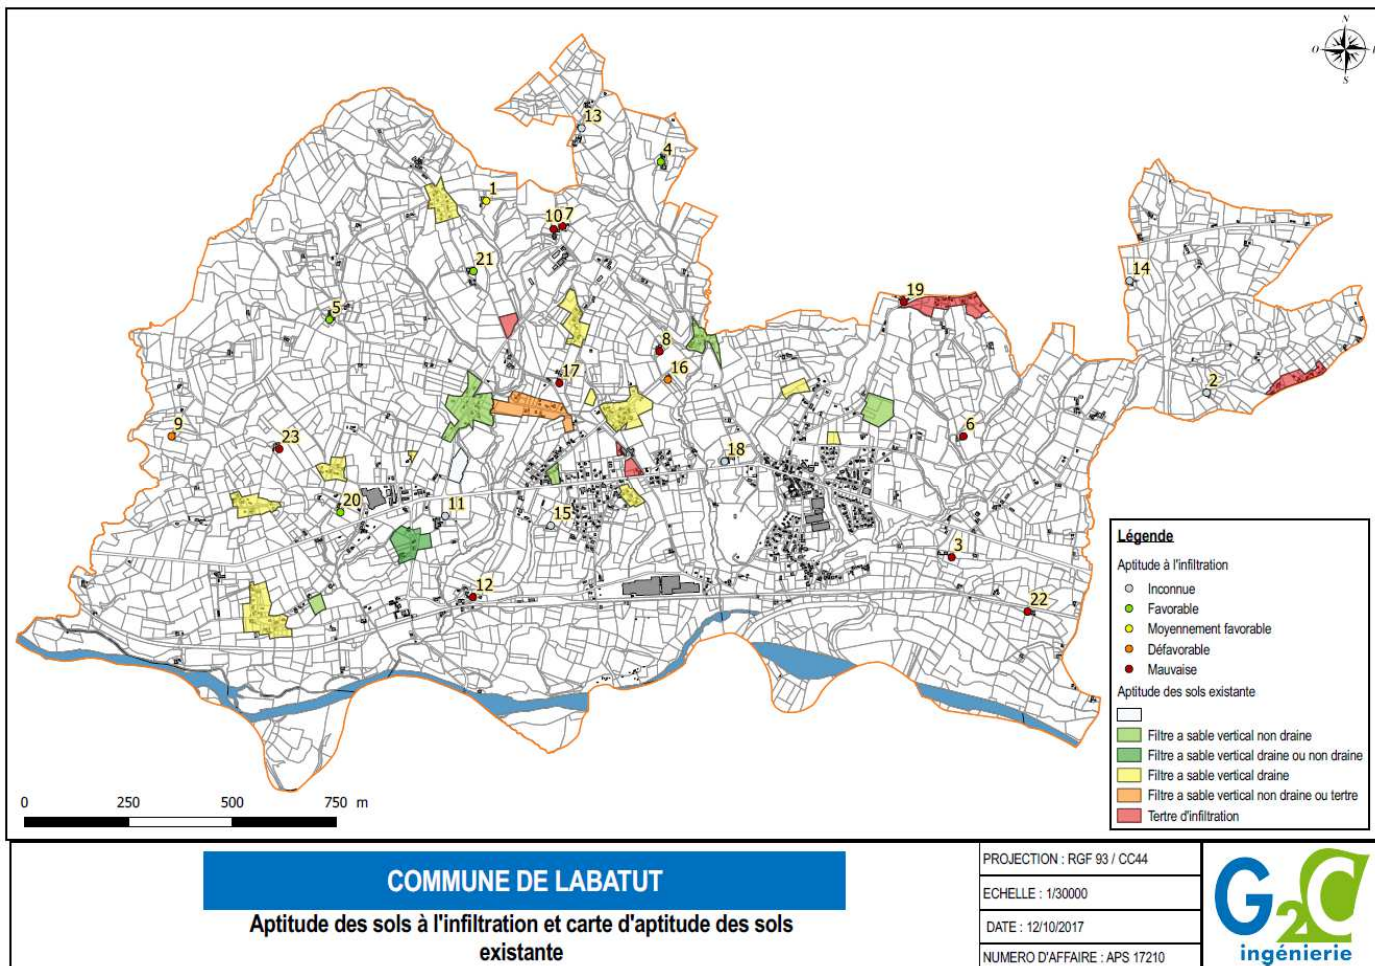 N
O
S
13
4
1
10
7
21
14
5
19
8
16
17
2
9
23
6
18
20
11
15
3
12
22
Légende
Aptitude à l'infiltration
Inconnue
Favorable
Moyennement favorable
Défavorable
Mauvaise
Aptitude des sols existante
Filtre a sable vertical non draine
Filtre a sable vertical draine ou non draine
Filtre a sable vertical draine
Filtre a sable vertical non draine ou tertre
Tertre d'infiltration
0 250 500 750 m
COMMUNE DE LABATUT
Aptitude des sols à l'infiltration et carte d'aptitude des sols
existante
PROJECTION : RGF 93 / CC44
ECHELLE : 1/30000
DATE : 12/10/2017
NUMERO D'AFFAIRE : APS 17210
G2C
ingénierie